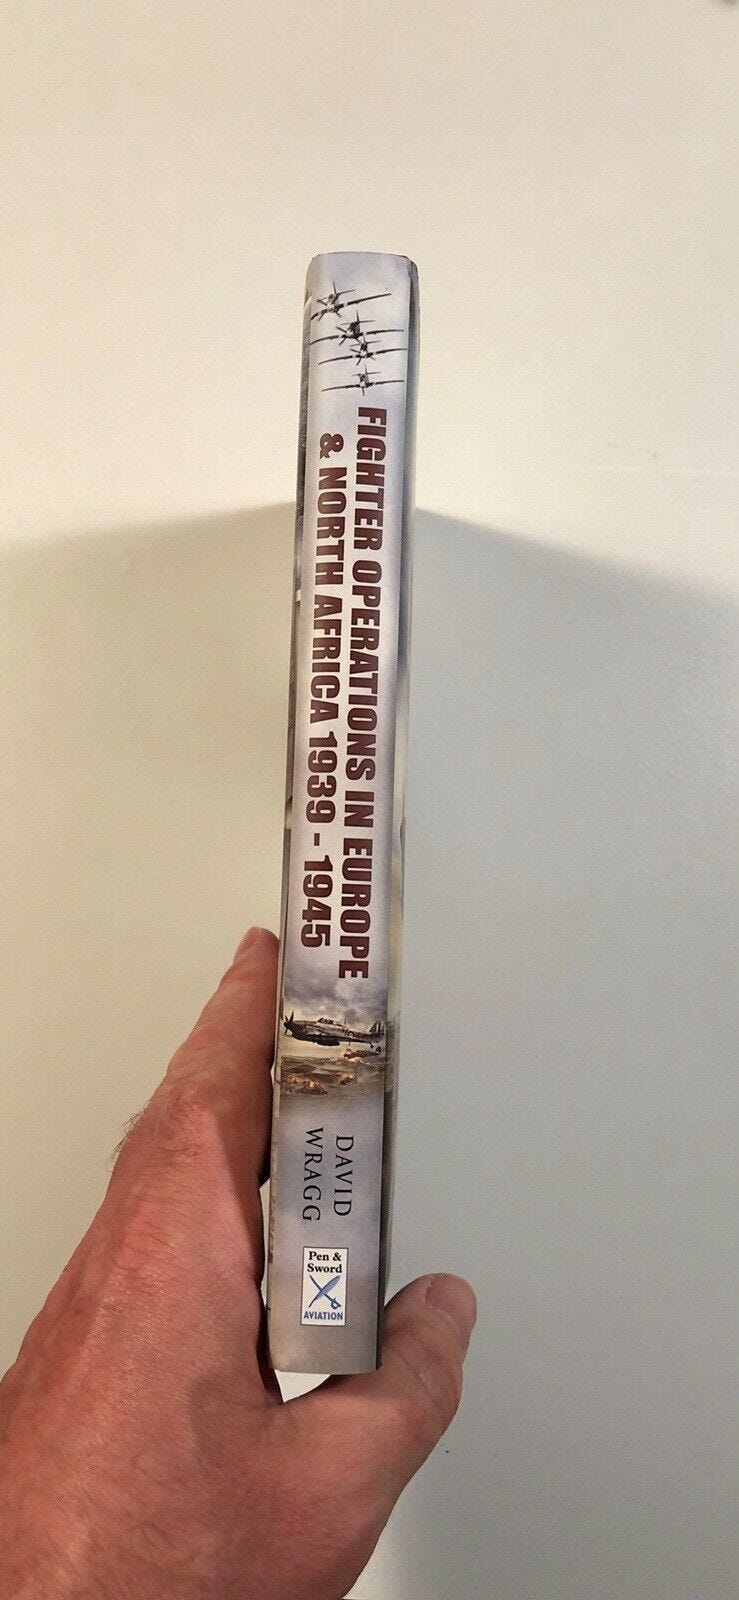 FIGHTER OPERATIONS IN EUROPE
& NORTH AFRICA 1939 - 1945
DAVID
WRAGG
Pen &
Sword
AVIATION